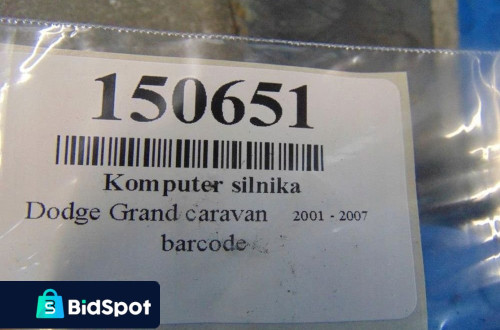 150651
Komputer silnika
Dodge Grand caravan 2001 - 2007
barcode
BidSpot